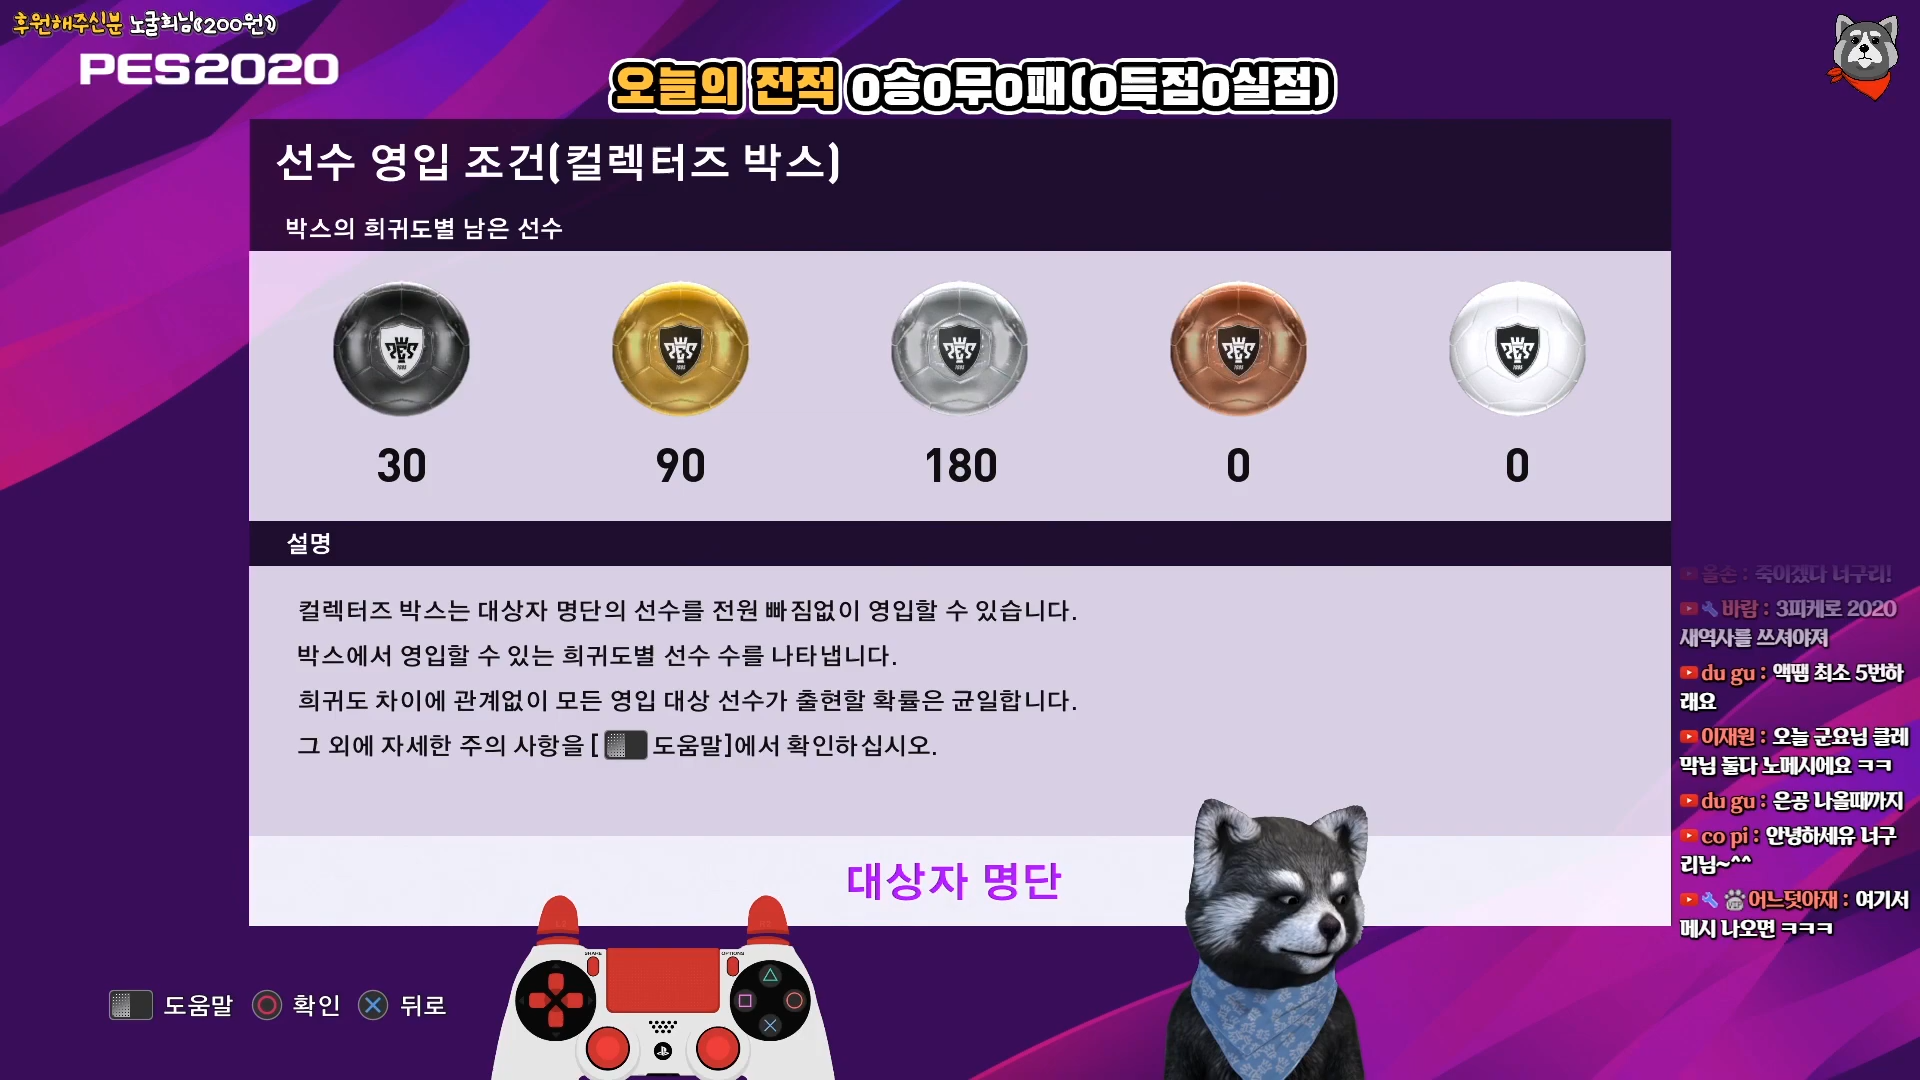 후원해주신분 노굴희님(200원)
PES2020
오늘의 전적 0승0무0패(0득점0실점)
선수 영입 조건(컬렉터즈 박스)
박스의 희귀도별 남은 선수
30
90
180
0
0
설명
컬렉터즈 박스는 대상자 명단의 선수를 전원 빠짐없이 영입할 수 있습니다.
박스에서 영입할 수 있는 희귀도별 선수 수를 나타냅니다.
희귀도 차이에 관계없이 모든 영입 대상 선수가 출현할 확률은 균일합니다.
그 외에 자세한 주의 사항을 [ 도움말]에서 확인하십시오.
대상자 명단
올손 : 죽이겠다 너구리!
바람 : 3피케로 2020
새역사를 쓰셔야져
du gu : 액땜 최소 5번하
래요
이재원 : 오늘 군요님 클레
막님 둘다 노메시에요 ㅋㅋ
du gu : 은공 나올때까지
co pi : 안녕하세유 너구
리님~^^
어느덧아재 : 여기서
메시 나오면 ㅋㅋㅋ
SHARE
OPTIONS
도움말 확인 뒤로